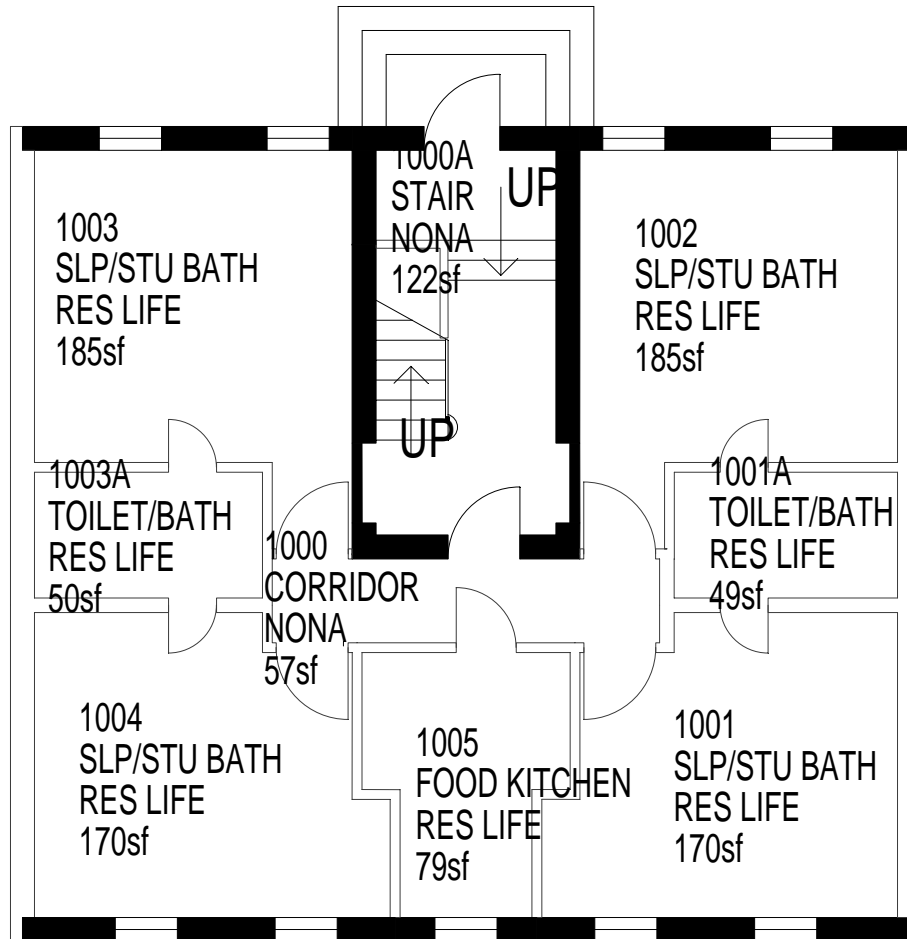 1000A
STAIR
NONA
122sf
UP
1003
SLP/STU BATH
RES LIFE
185sf
1002
SLP/STU BATH
RES LIFE
185sf
UP
1003A
TOILET/BATH
RES LIFE
50sf
1000
CORRIDOR
NONA
57sf
1001A
TOILET/BATH
RES LIFE
49sf
1004
SLP/STU BATH
RES LIFE
170sf
1005
FOOD KITCHEN
RES LIFE
79sf
1001
SLP/STU BATH
RES LIFE
170sf